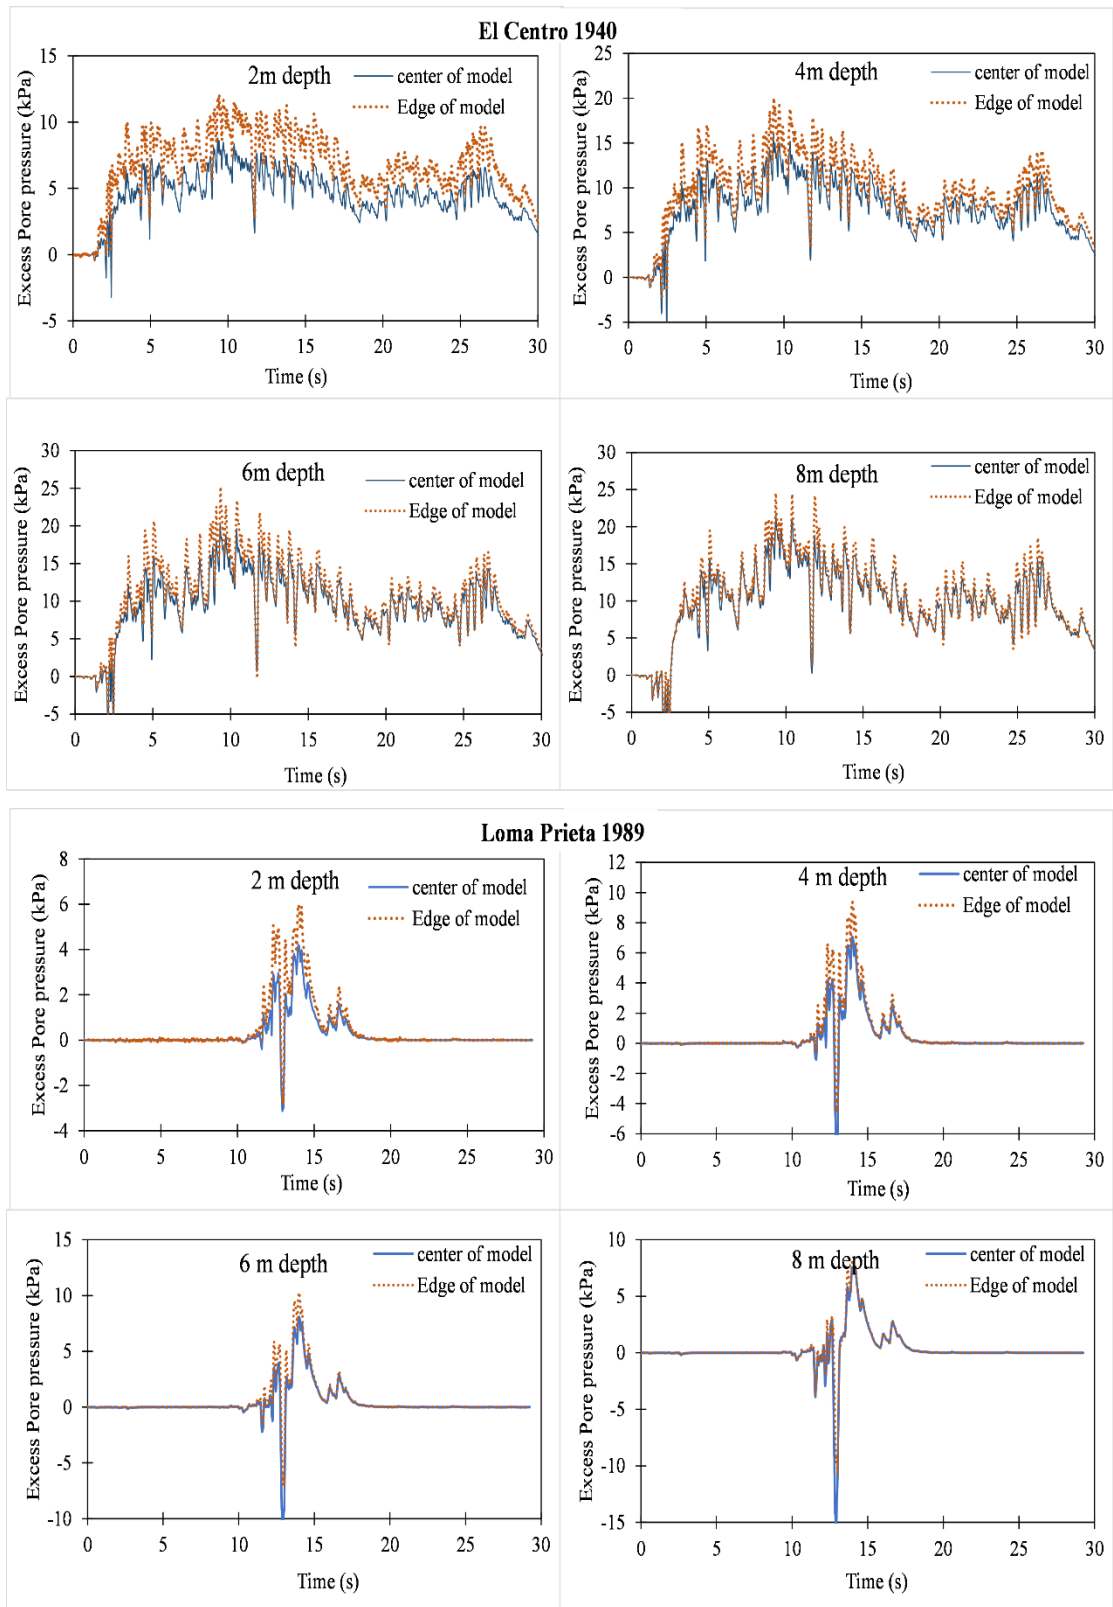 El Centro 1940
Excess Pore pressure (kPa)
15
10
5
0
-5
2m depth
center of model
Edge of model
0 5 10 15 20 25 30
Time (s)
Excess Pore pressure (kPa)
25
20
15
10
5
0
-5
4m depth
center of model
Edge of model
0 5 10 15 20 25 30
Time (s)
Excess Pore pressure (kPa)
30
25
20
15
10
5
0
-5
6m depth
center of model
Edge of model
0 5 10 15 20 25 30
Time (s)
Excess Pore pressure (kPa)
30
25
20
15
10
5
0
-5
8m depth
center of model
Edge of model
0 5 10 15 20 25 30
Time (s)
Loma Prieta 1989
Excess Pore pressure (kPa)
8
6
4
2
0
-2
-4
2 m depth
center of model
Edge of model
0 5 10 15 20 25 30
Time (s)
Excess Pore pressure (kPa)
12
10
8
6
4
2
0
-2
-4
-6
4 m depth
center of model
Edge of model
0 5 10 15 20 25 30
Time (s)
Excess Pore pressure (kPa)
15
10
5
0
-5
-10
6 m depth
center of model
Edge of model
0 5 10 15 20 25 30
Time (s)
Excess Pore pressure (kPa)
10
5
0
-5
-10
-15
8 m depth
center of model
Edge of model
0 5 10 15 20 25 30
Time (s)